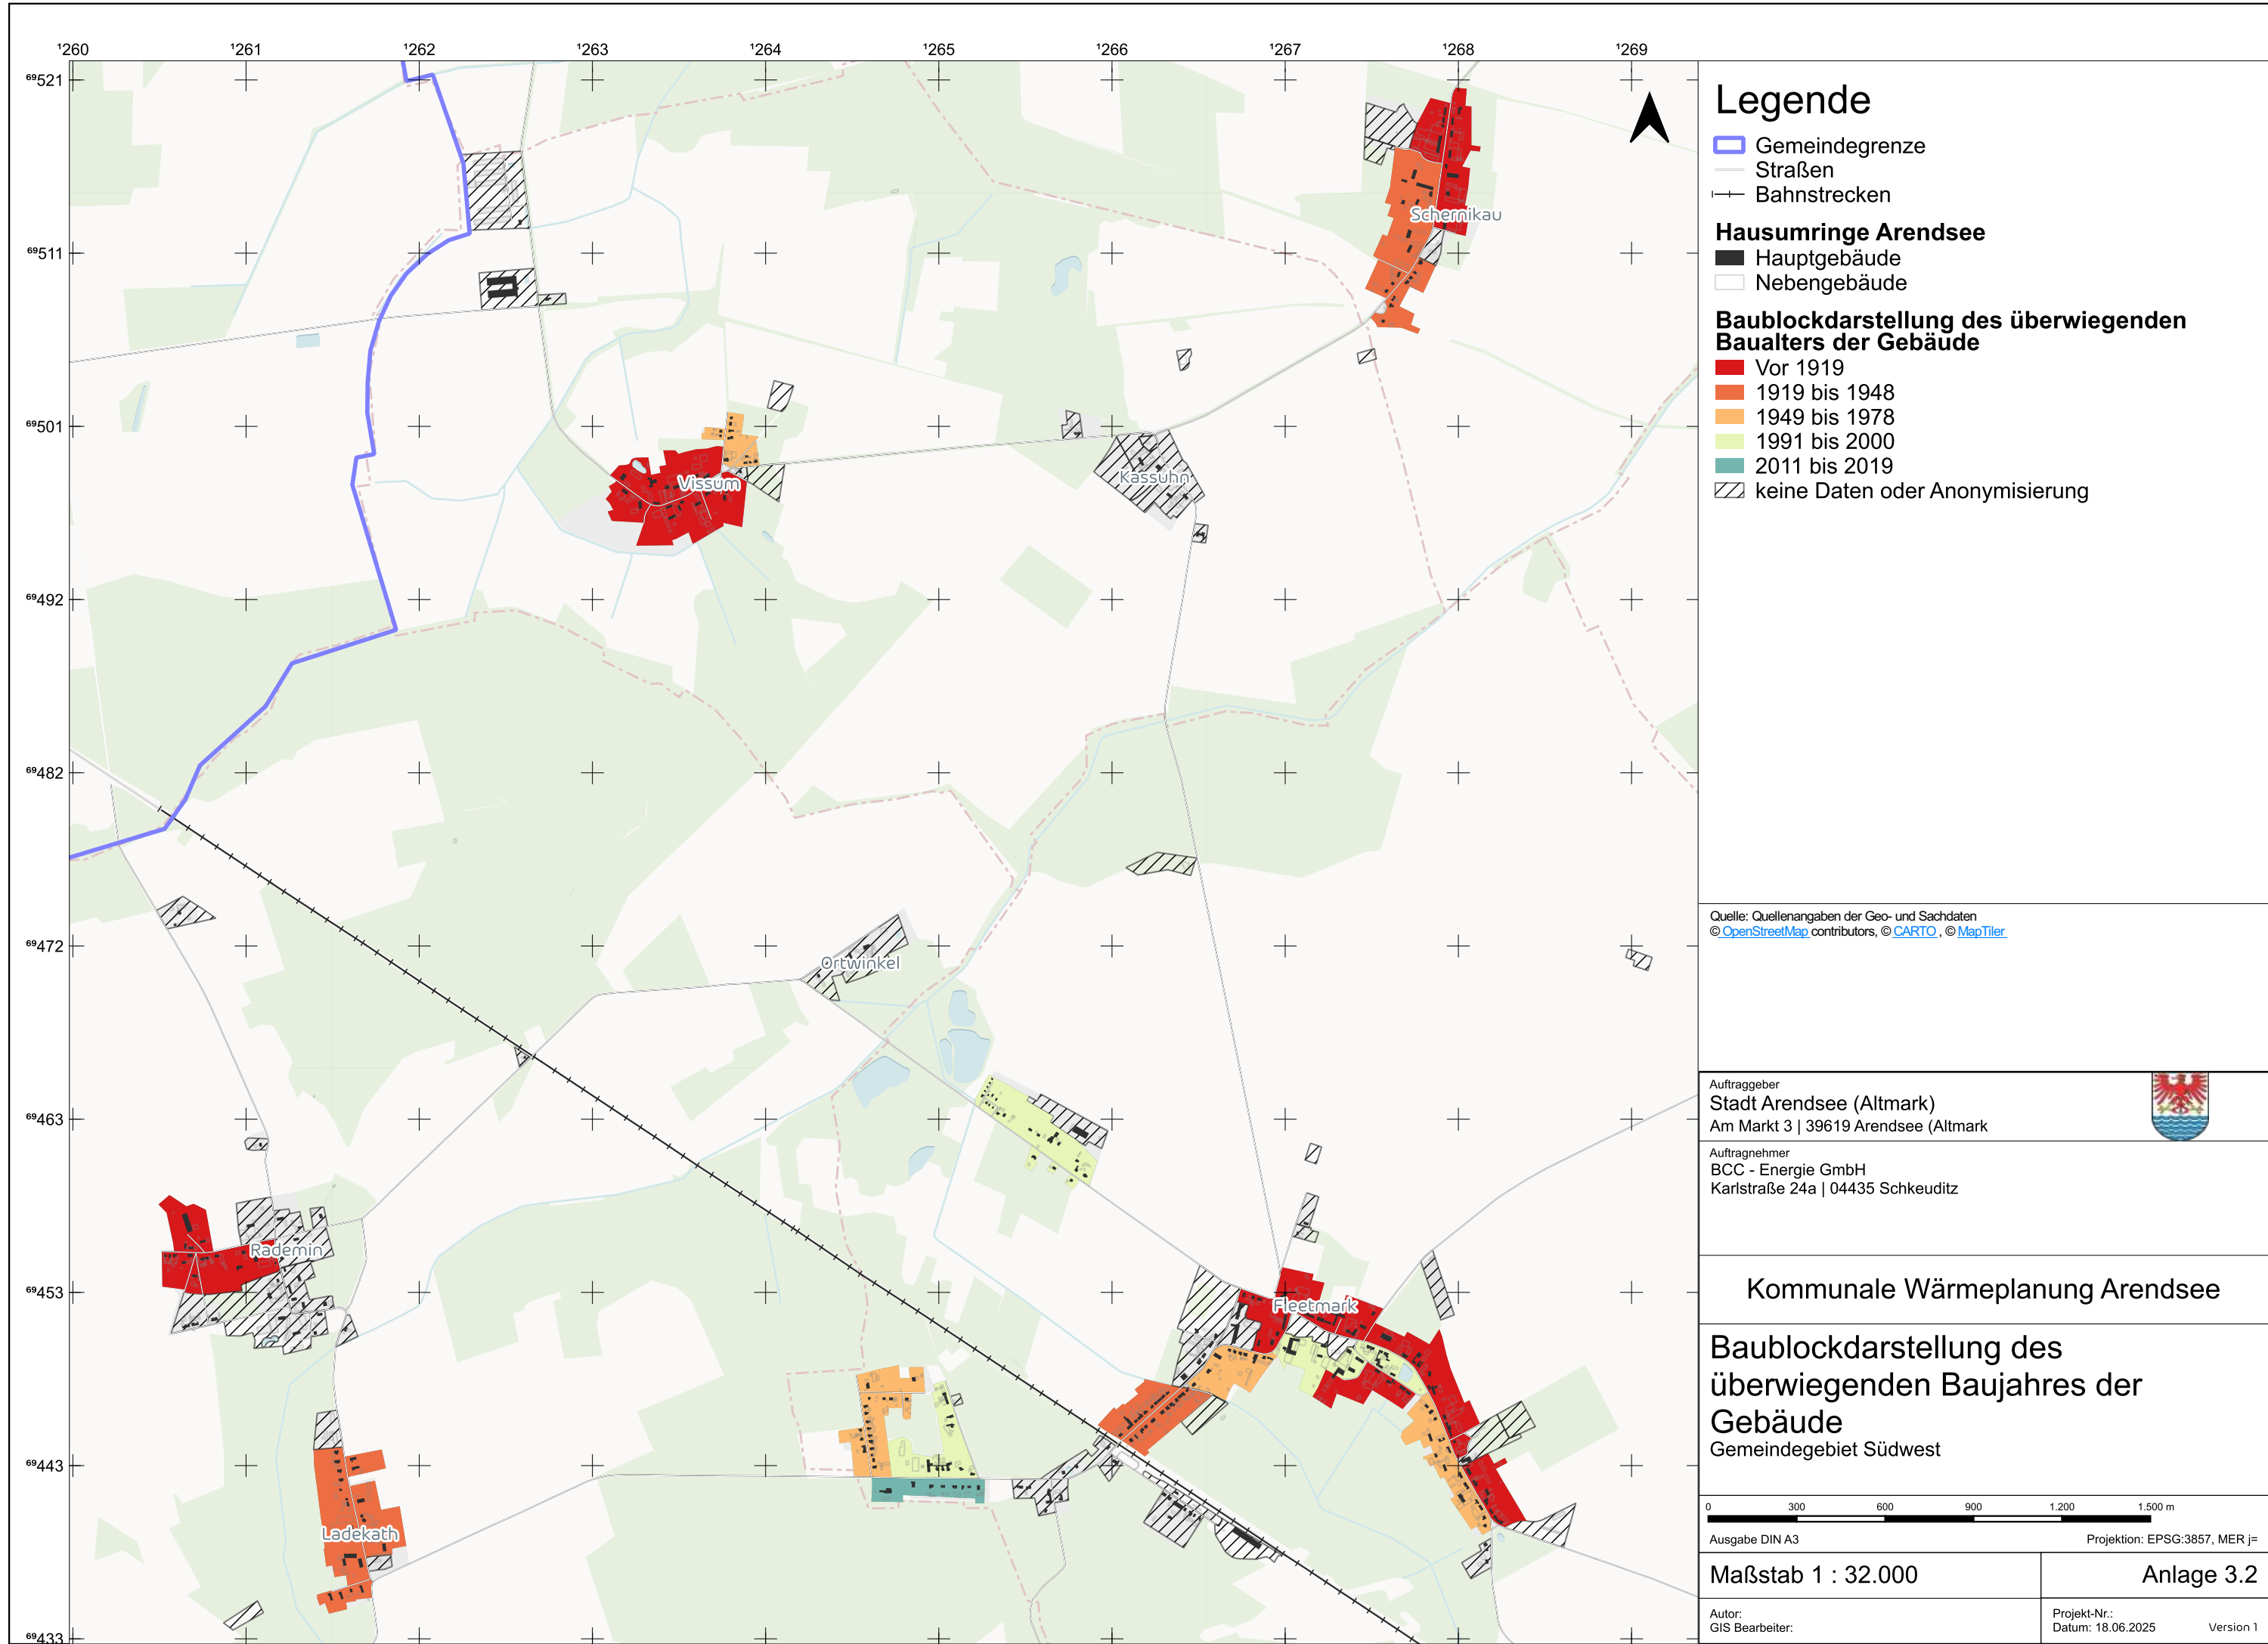 ¹260 ¹261 ¹262 ¹263 ¹264 ¹265 ¹266 ¹267 ¹268 ¹269
⁶⁹521
⁶⁹511
⁶⁹501
⁶⁹492
⁶⁹482
⁶⁹472
⁶⁹463
⁶⁹453
⁶⁹443
⁶⁹433
Schernikau
Vissum
Kassuhn
Ortwinkel
Rademin
Fleetmark
Ladekath
Legende
Gemeindegrenze
Straßen
Bahnstrecken
Hausumringe Arendsee
Hauptgebäude
Nebengebäude
Baublockdarstellung des überwiegenden
Baualters der Gebäude
Vor 1919
1919 bis 1948
1949 bis 1978
1991 bis 2000
2011 bis 2019
keine Daten oder Anonymisierung
Quelle: Quellenangaben der Geo- und Sachdaten
© OpenStreetMap contributors, © CARTO , © MapTiler
Auftraggeber
Stadt Arendsee (Altmark)
Am Markt 3 | 39619 Arendsee (Altmark
Auftragnehmer
BCC - Energie GmbH
Karlstraße 24a | 04435 Schkeuditz
Kommunale Wärmeplanung Arendsee
Baublockdarstellung des
überwiegenden Baujahres der
Gebäude
Gemeindegebiet Südwest
0 300 600 900 1.200 1.500 m
Ausgabe DIN A3 Projektion: EPSG:3857, MER j=
Maßstab 1 : 32.000 Anlage 3.2
Autor:
GIS Bearbeiter:
Projekt-Nr.:
Datum: 18.06.2025 Version 1